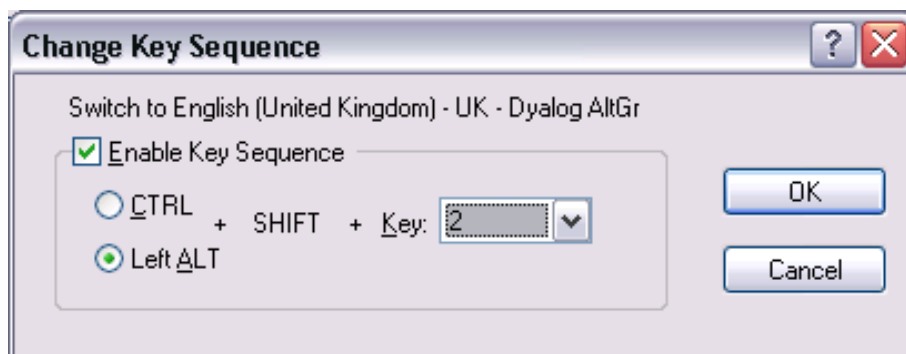 Change Key Sequence
Switch to English (United Kingdom) - UK - Dyalog AltGr
Enable Key Sequence
CTRL
+ SHIFT + Key: 2
Left ALT
OK
Cancel